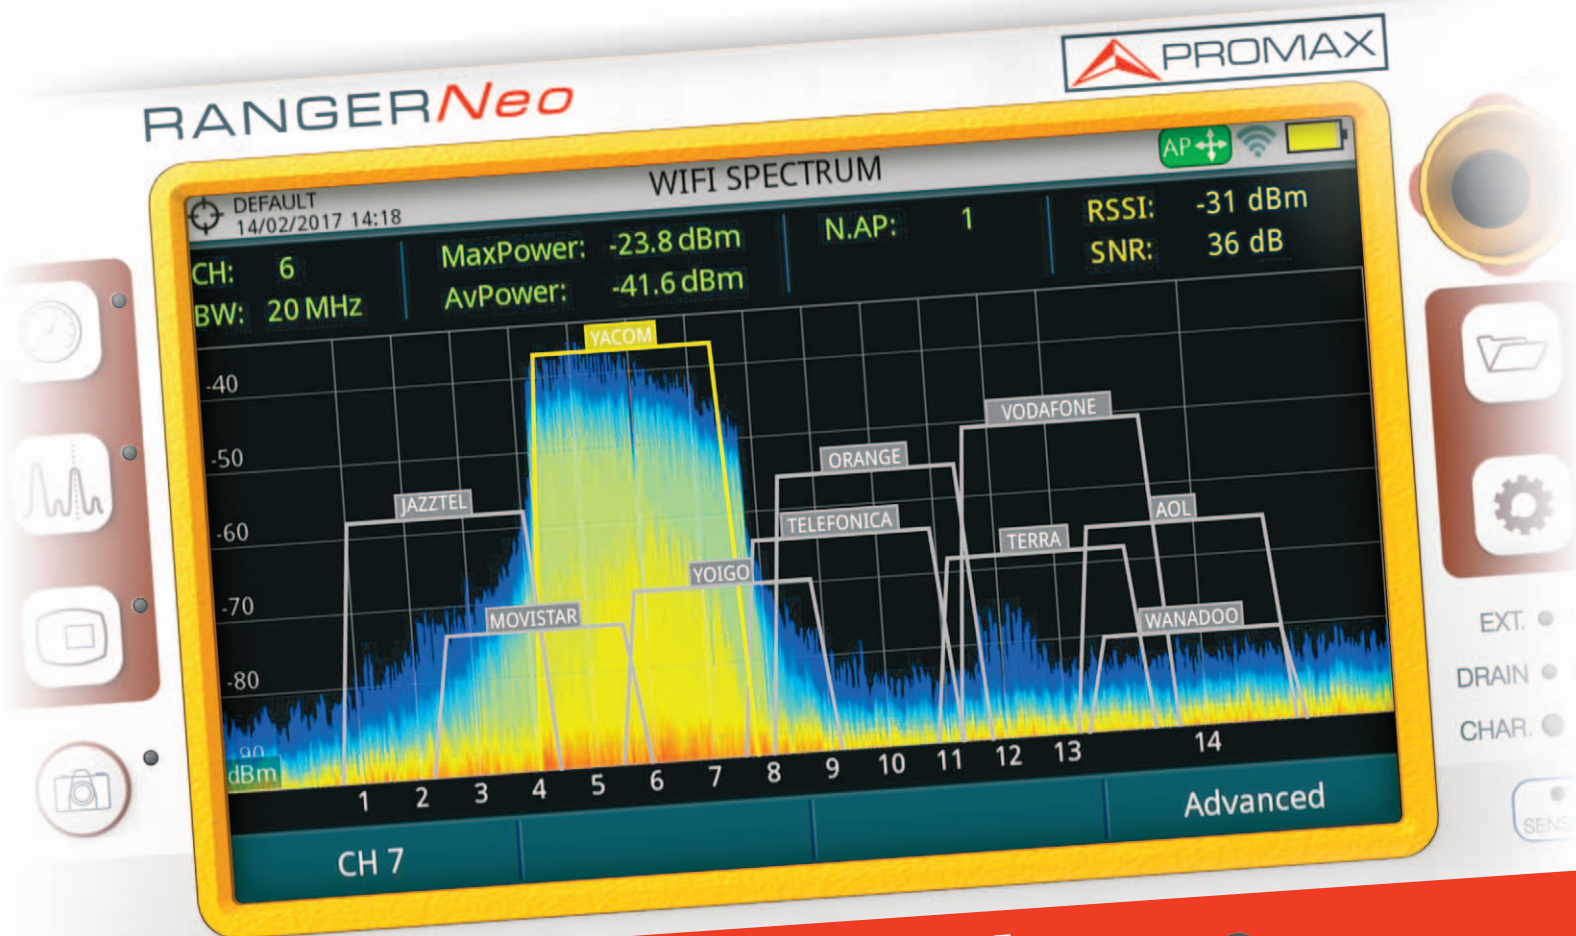 RANGERNeo
PROMAX
DEFAULT
14/02/2017 14:18
WIFI SPECTRUM
AP
CH: 6
BW: 20 MHz
MaxPower: -23.8 dBm
AvPower: -41.6 dBm
N.AP: 1
RSSI: -31 dBm
SNR: 36 dB
YACOM
-40
VODAFONE
-50
ORANGE
JAZZTEL
TELEFONICA
AOL
-60
TERRA
YOIGO
-70
MOVISTAR
WANADOO
-80
-90
dBm
1 2 3 4 5 6 7 8 9 10 11 12 13 14
CH 7
Advanced
EXT.
DRAIN
CHAR.
SENS